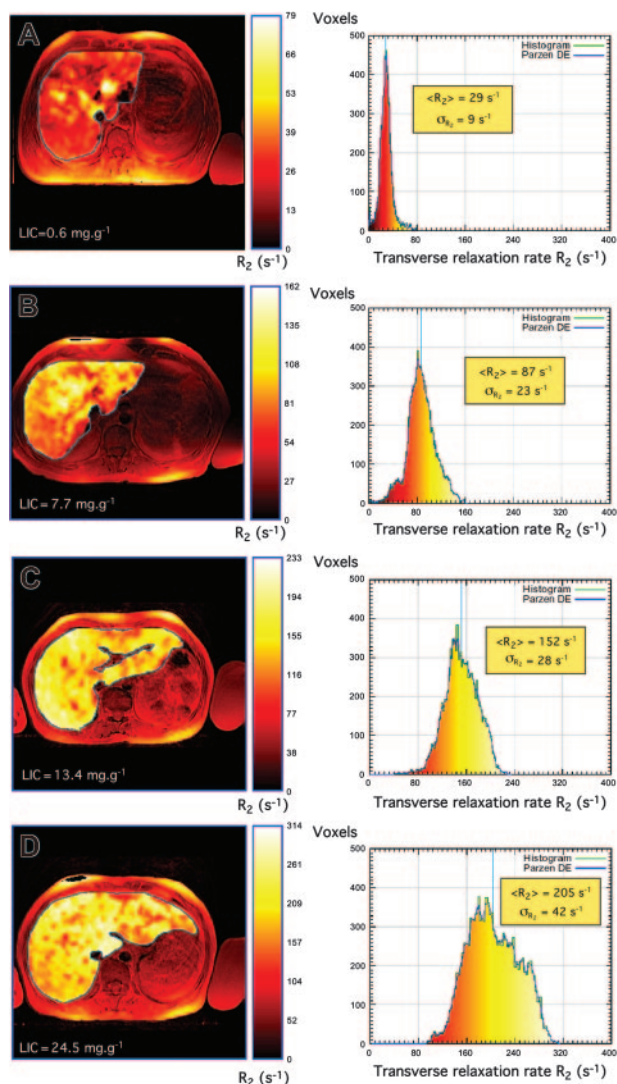 A
LIC=0.6 mg.g-1
79
66
53
39
26
13
0
R2 (s-1)
Voxels
500
400
300
200
100
0
Histogram
Parzen DE
<R2> = 29 s-1
σR2 = 9 s-1
0 80 160 240 320 400
Transverse relaxation rate R2 (s-1)
B
LIC = 7.7 mg.g-1
162
135
108
81
54
27
0
R2 (s-1)
Voxels
500
400
300
200
100
0
Histogram
Parzen DE
<R2> = 87 s-1
σR2 = 23 s-1
0 80 160 240 320 400
Transverse relaxation rate R2 (s-1)
C
LIC = 13.4 mg.g-1
233
194
155
116
77
38
0
R2 (s-1)
Voxels
500
400
300
200
100
0
Histogram
Parzen DE
<R2> = 152 s-1
σR2 = 28 s-1
0 80 160 240 320 400
Transverse relaxation rate R2 (s-1)
D
LIC = 24.5 mg.g-1
314
261
209
157
104
52
0
R2 (s-1)
Voxels
500
400
300
200
100
0
Histogram
Parzen DE
<R2> = 205 s-1
σR2 = 42 s-1
0 80 160 240 320 400
Transverse relaxation rate R2 (s-1)